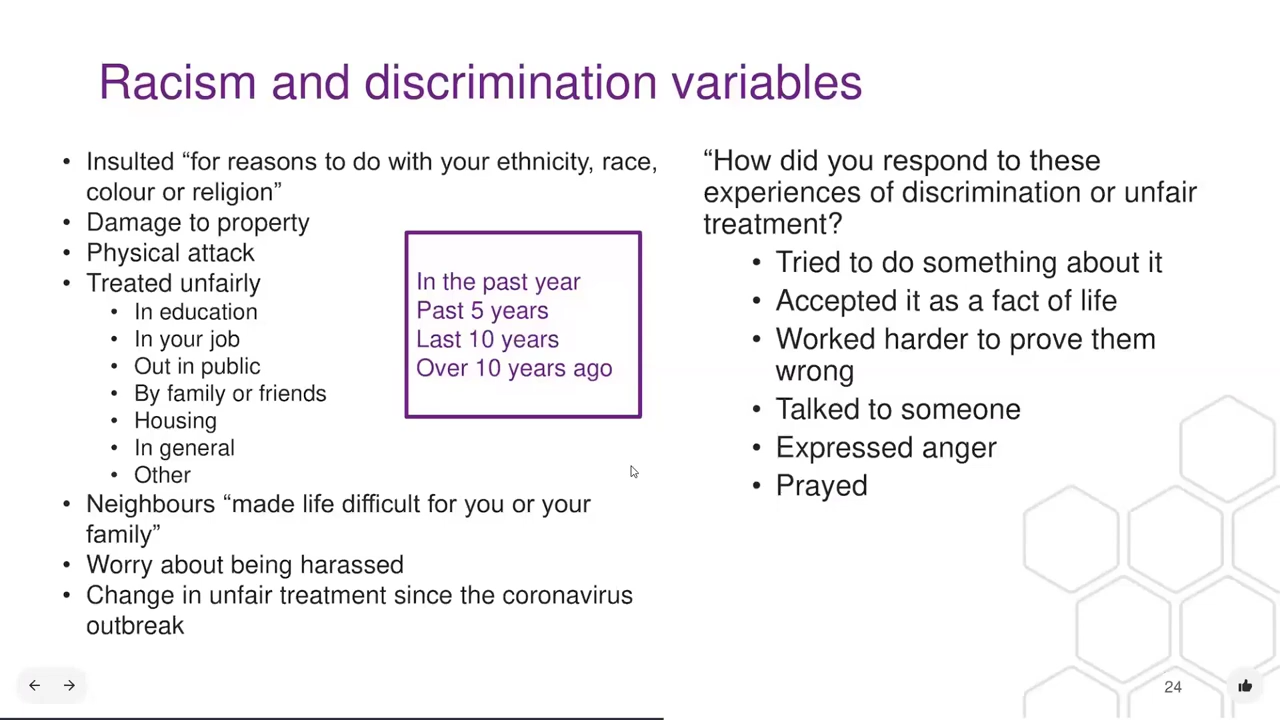 Racism and discrimination variables
• Insulted “for reasons to do with your ethnicity, race,
colour or religion”
• Damage to property
• Physical attack
• Treated unfairly
• In education
• In your job
• Out in public
• By family or friends
• Housing
• In general
• Other
• Neighbours “made life difficult for you or your
family”
• Worry about being harassed
• Change in unfair treatment since the coronavirus
outbreak
In the past year
Past 5 years
Last 10 years
Over 10 years ago
“How did you respond to these
experiences of discrimination or unfair
treatment?
• Tried to do something about it
• Accepted it as a fact of life
• Worked harder to prove them
wrong
• Talked to someone
• Expressed anger
• Prayed
24